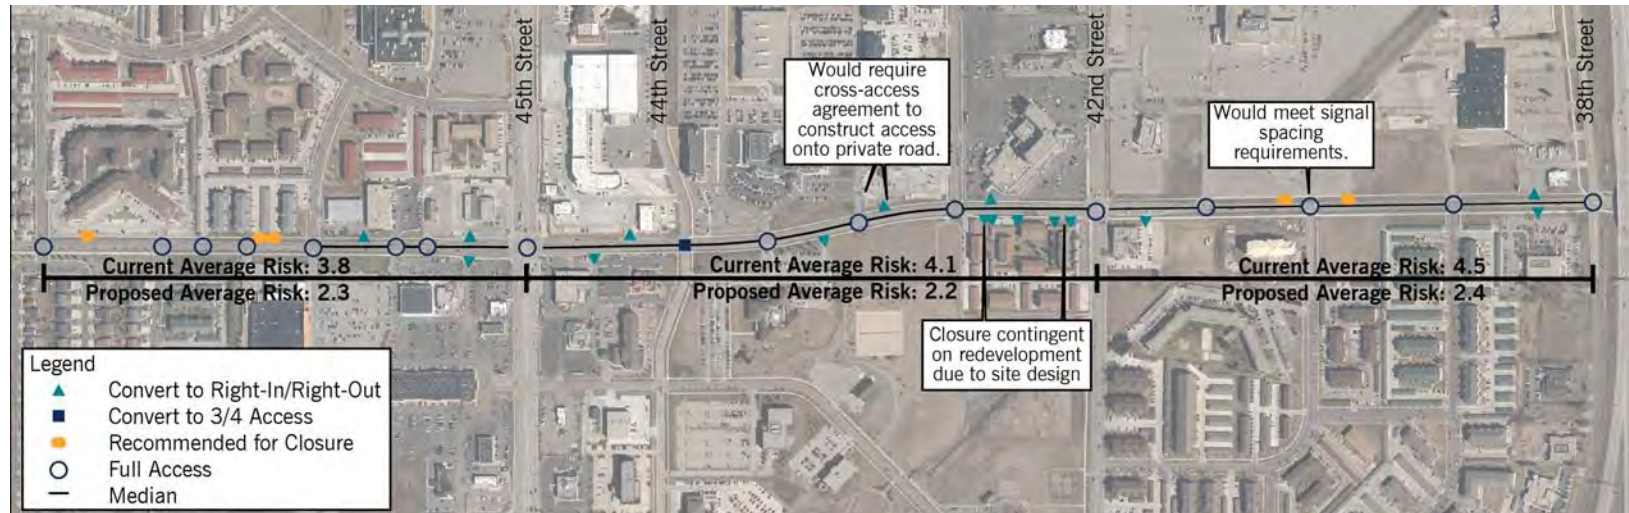 45th Street
44th Street
42nd Street
38th Street
Would require
cross-access
agreement to
construct access
onto private road.
Would meet signal
spacing
requirements.
Current Average Risk: 3.8
Proposed Average Risk: 2.3
Current Average Risk: 4.1
Proposed Average Risk: 2.2
Current Average Risk: 4.5
Proposed Average Risk: 2.4
Closure contingent
on redevelopment
due to site design
Legend
Convert to Right-In/Right-Out
Convert to 3/4 Access
Recommended for Closure
Full Access
Median